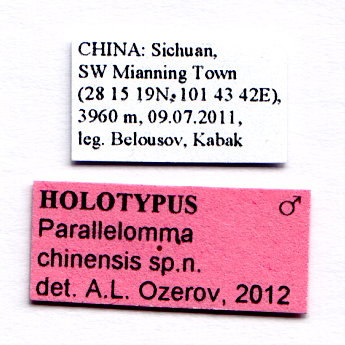 CHINA: Sichuan,
SW Mianning Town
(28 15 19N, 101 43 42E),
3960 m, 09.07.2011,
leg. Belousov, Kabak
HOLOTYPUS ♂
Parallelomma
chinensis sp.n.
det. A.L. Ozerov, 2012